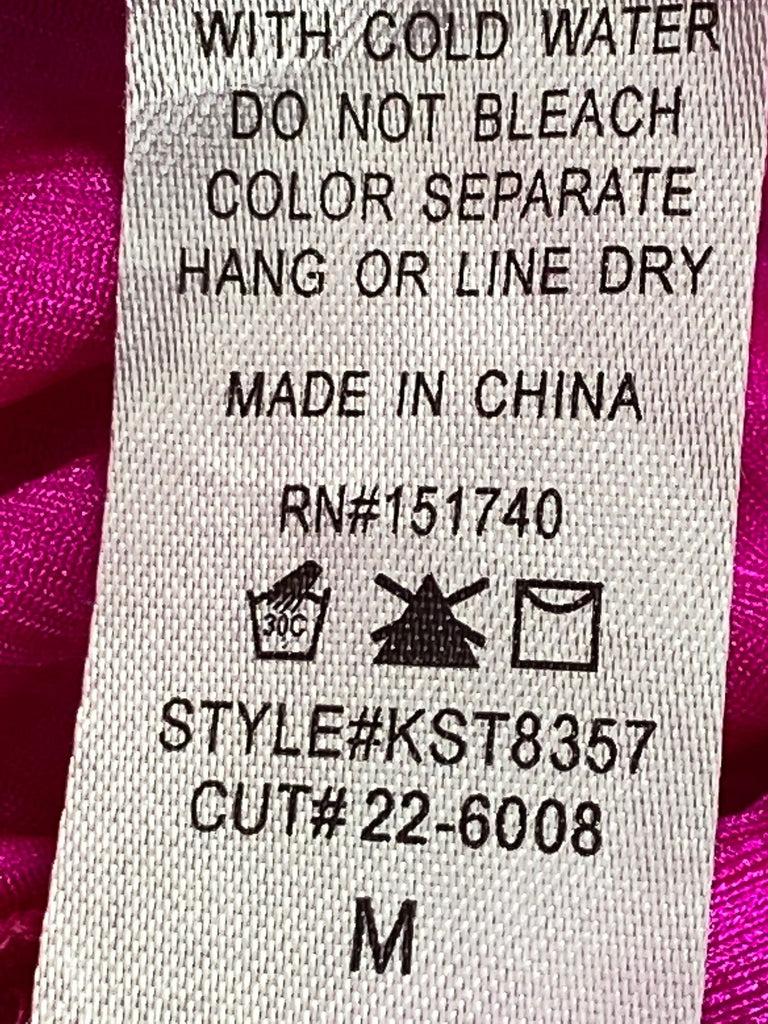 WITH COLD WATER
DO NOT BLEACH
COLOR SEPARATE
HANG OR LINE DRY
MADE IN CHINA
RN#151740
30C
STYLE#KST8357
CUT# 22-6008
M